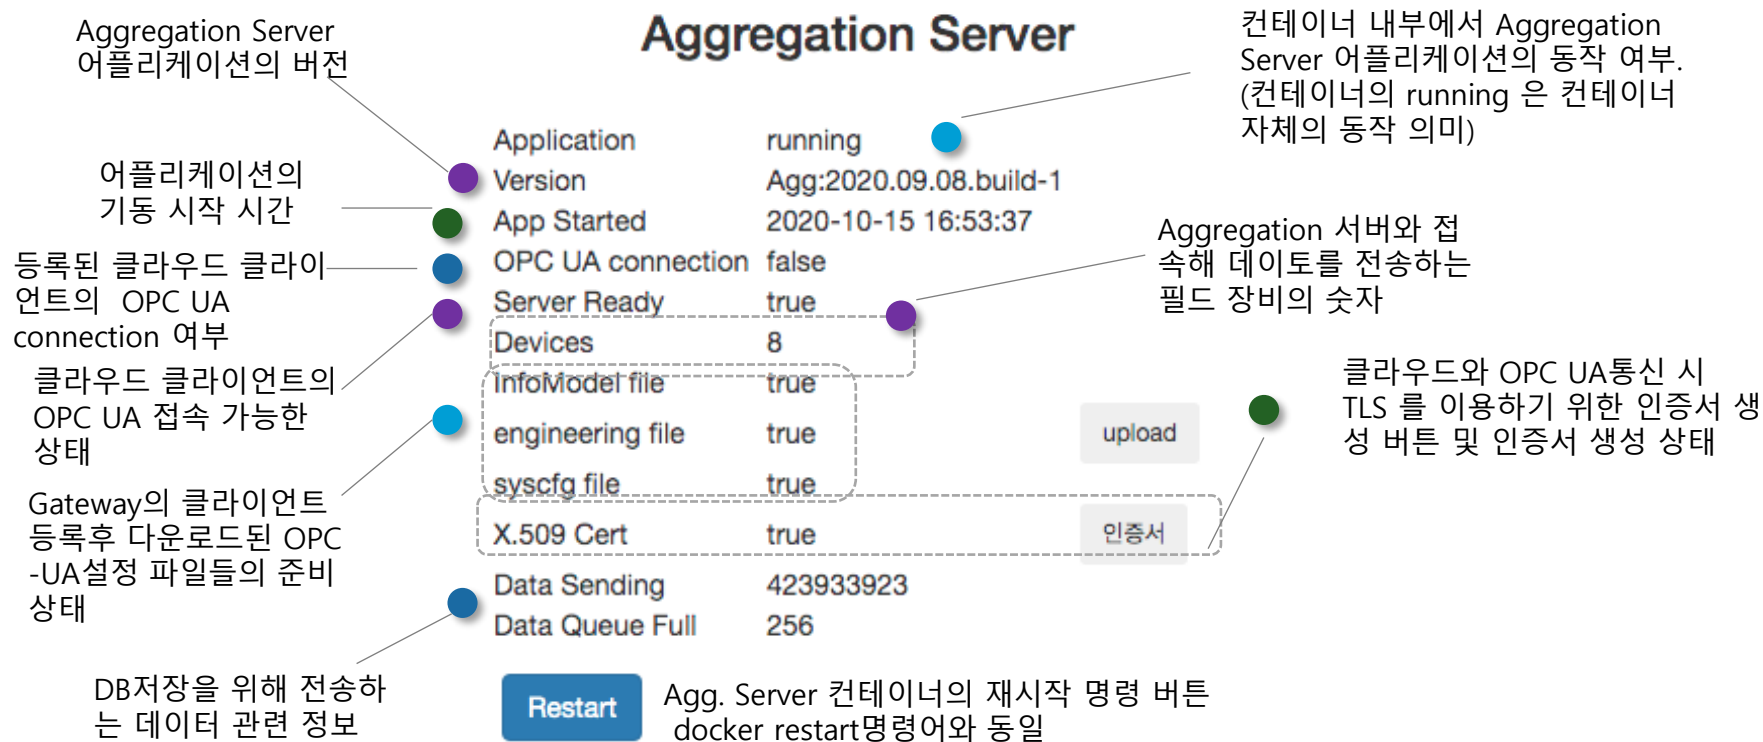 Aggregation Server
Aggregation Server
어플리케이션의 버전
컨테이너 내부에서 Aggregation
Server 어플리케이션의 동작 여부.
(컨테이너의 running 은 컨테이너
자체의 동작 의미)
어플리케이션의
기동 시작 시간
등록된 클라우드 클라이
언트의 OPC UA
connection 여부
클라우드 클라이언트의
OPC UA 접속 가능한
상태
Gateway의 클라이언트
등록후 다운로드된 OPC
-UA설정 파일들의 준비
상태
DB저장을 위해 전송하
는 데이터 관련 정보
Application running
Version Agg:2020.09.08.build-1
App Started 2020-10-15 16:53:37
OPC UA connection false
Server Ready true
Devices 8
InfoModel file true
engineering file true upload
syscfg file true
X.509 Cert true 인증서
Data Sending 423933923
Data Queue Full 256
Aggregation 서버와 접
속해 데이토를 전송하는
필드 장비의 숫자
클라우드와 OPC UA통신 시
TLS 를 이용하기 위한 인증서 생
성 버튼 및 인증서 생성 상태
Restart
Agg. Server 컨테이너의 재시작 명령 버튼
docker restart명령어와 동일